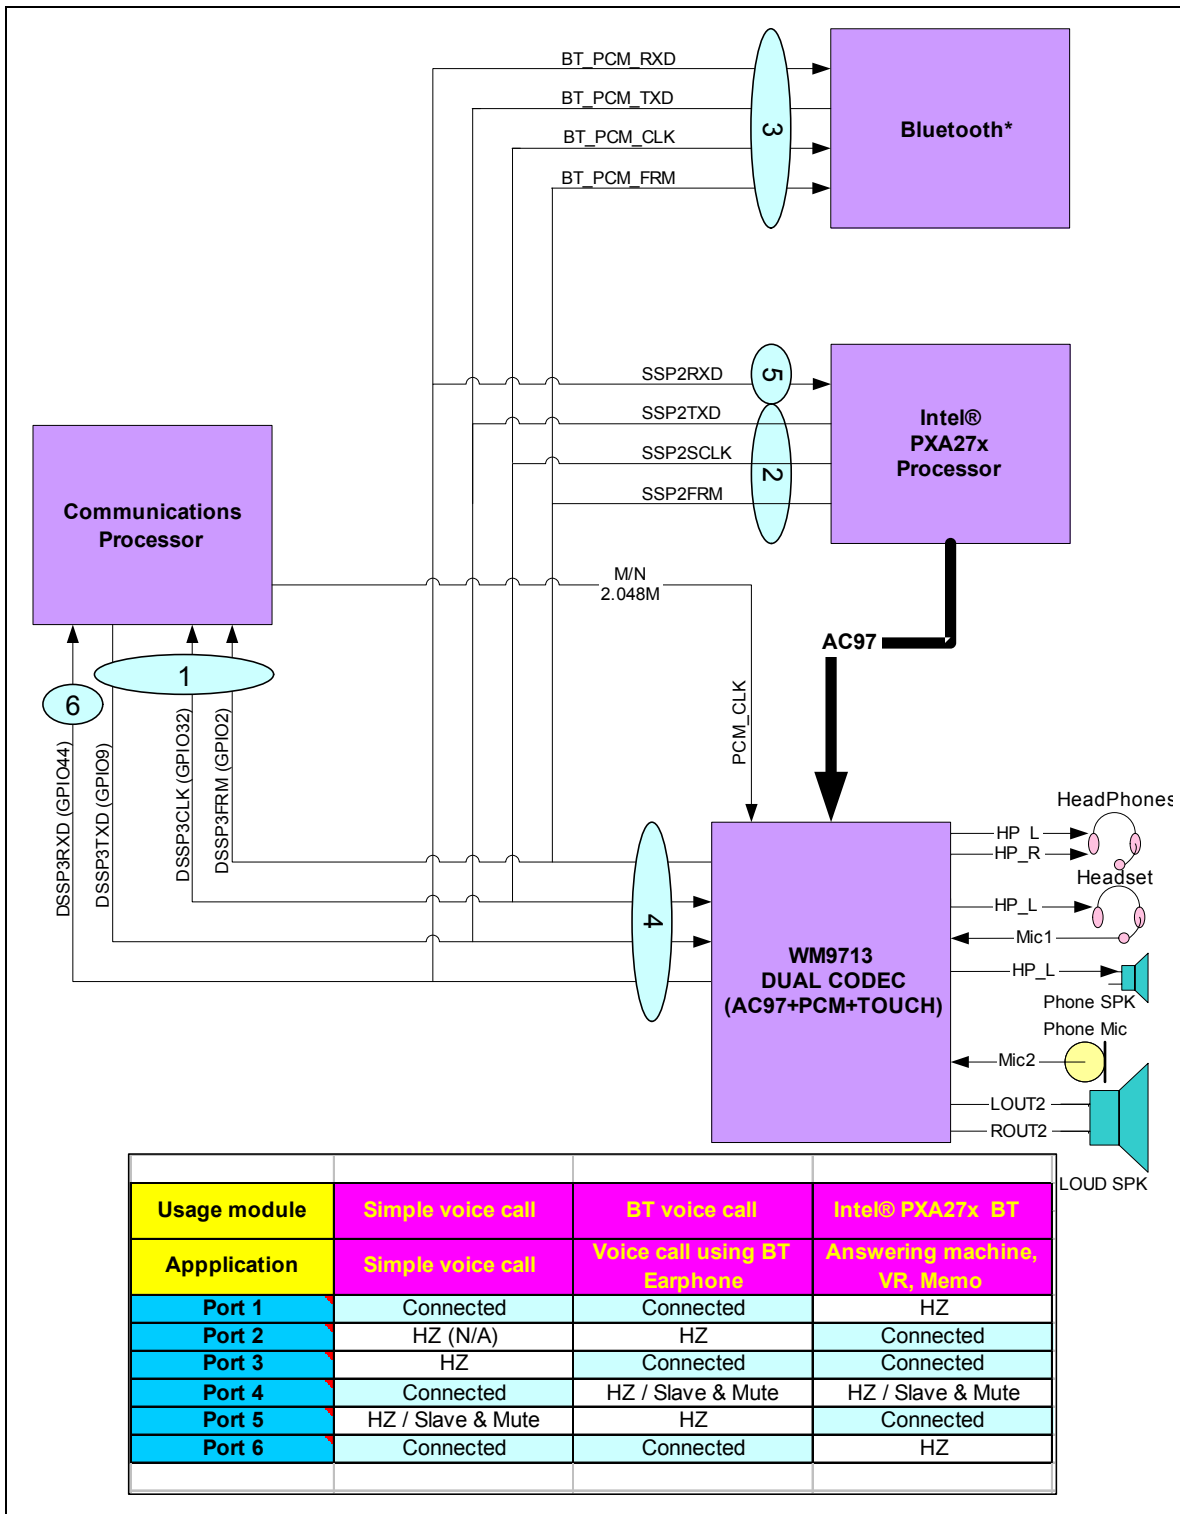 BT_PCM_RXD
BT_PCM_TXD
BT_PCM_CLK
BT_PCM_FRM
3
Bluetooth*
SSP2RXD
SSP2TXD
SSP2SCLK
SSP2FRM
5
2
Intel®
PXA27x
Processor
Communications
Processor
M/N
2.048M
AC97
PCM_CLK
1
6
DSSP3RXD (GPIO44)
DSSP3TXD (GPIO9)
DSSP3CLK (GPIO32)
DSSP3FRM (GPIO2)
4
WM9713
DUAL CODEC
(AC97+PCM+TOUCH)
HeadPhones
HP_L
HP_R
Headset
HP_L
Mic1
HP_L
Phone SPK
Phone Mic
Mic2
LOUT2
ROUT2
LOUD SPK
Usage module Simple voice call BT voice call Intel® PXA27x BT
Appplication Simple voice call Voice call using BT Earphone Answering machine, VR, Memo
Port 1 Connected Connected HZ
Port 2 HZ (N/A) HZ Connected
Port 3 HZ Connected Connected
Port 4 Connected HZ / Slave & Mute HZ / Slave & Mute
Port 5 HZ / Slave & Mute HZ Connected
Port 6 Connected Connected HZ